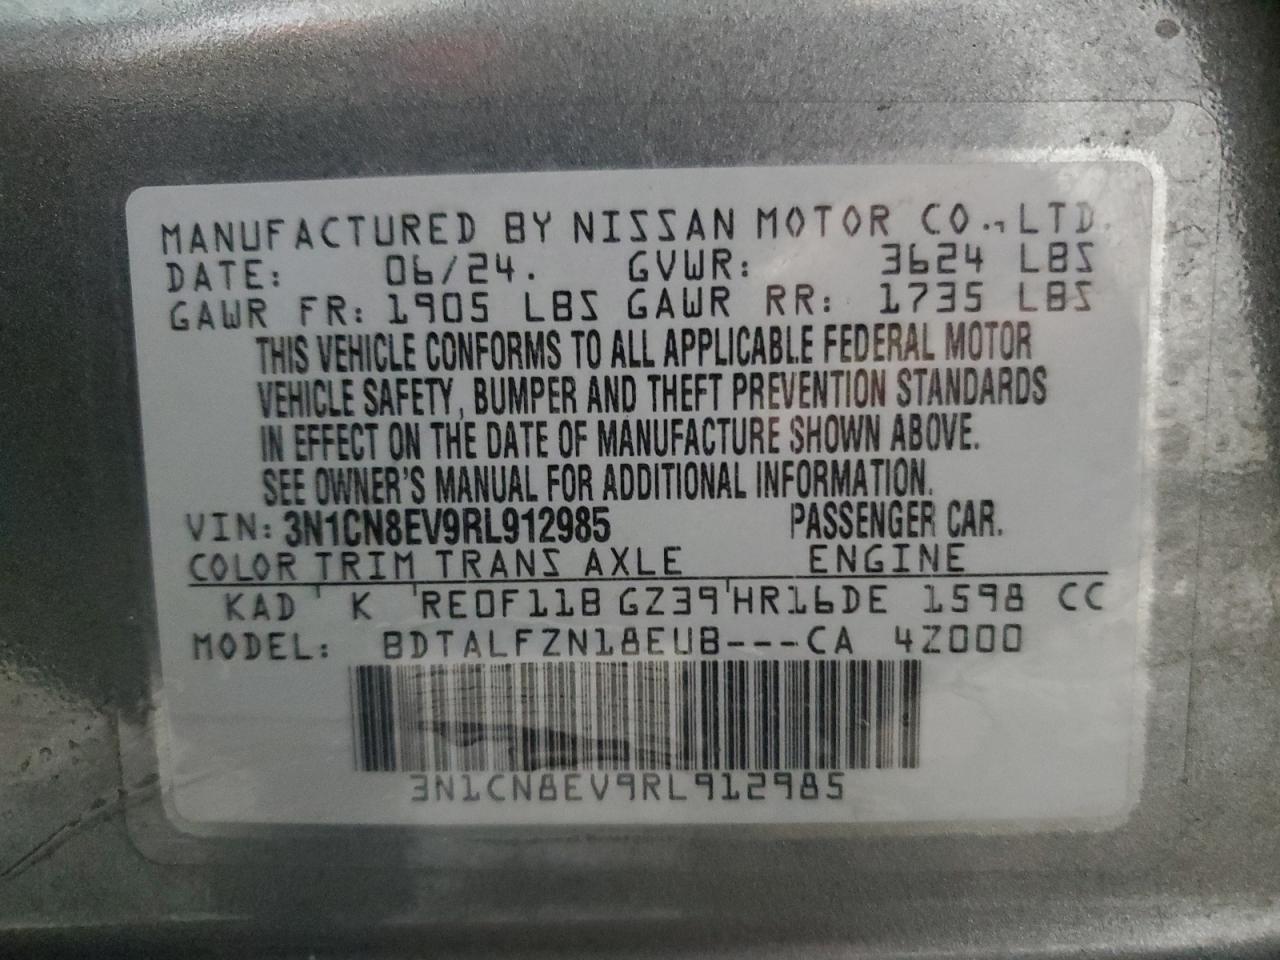 MANUFACTURED BY NISSAN MOTOR CO., LTD.
DATE: 06/24. GVWR: 3624 LBS
GAWR FR: 1905 LBS GAWR RR: 1735 LBS
THIS VEHICLE CONFORMS TO ALL APPLICABLE FEDERAL MOTOR
VEHICLE SAFETY, BUMPER AND THEFT PREVENTION STANDARDS
IN EFFECT ON THE DATE OF MANUFACTURE SHOWN ABOVE.
SEE OWNER'S MANUAL FOR ADDITIONAL INFORMATION.
VIN: 3N1CN8EV9RL912985 PASSENGER CAR.
COLOR TRIM TRANS AXLE ENGINE
KAD ' K 'RE0F11B GZ39'HR16DE 1598 CC
MODEL: BDTALFZN18EUB---CA 4Z000
3N1CN8EV9RL912985